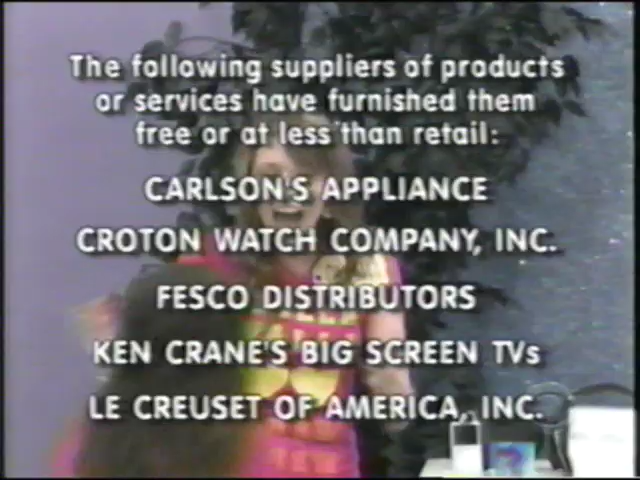 The following suppliers of products
or services have furnished them
free or at less than retail:
CARLSON'S APPLIANCE
CROTON WATCH COMPANY, INC.
FESCO DISTRIBUTORS
KEN CRANE'S BIG SCREEN TVs
LE CREUSET OF AMERICA, INC.